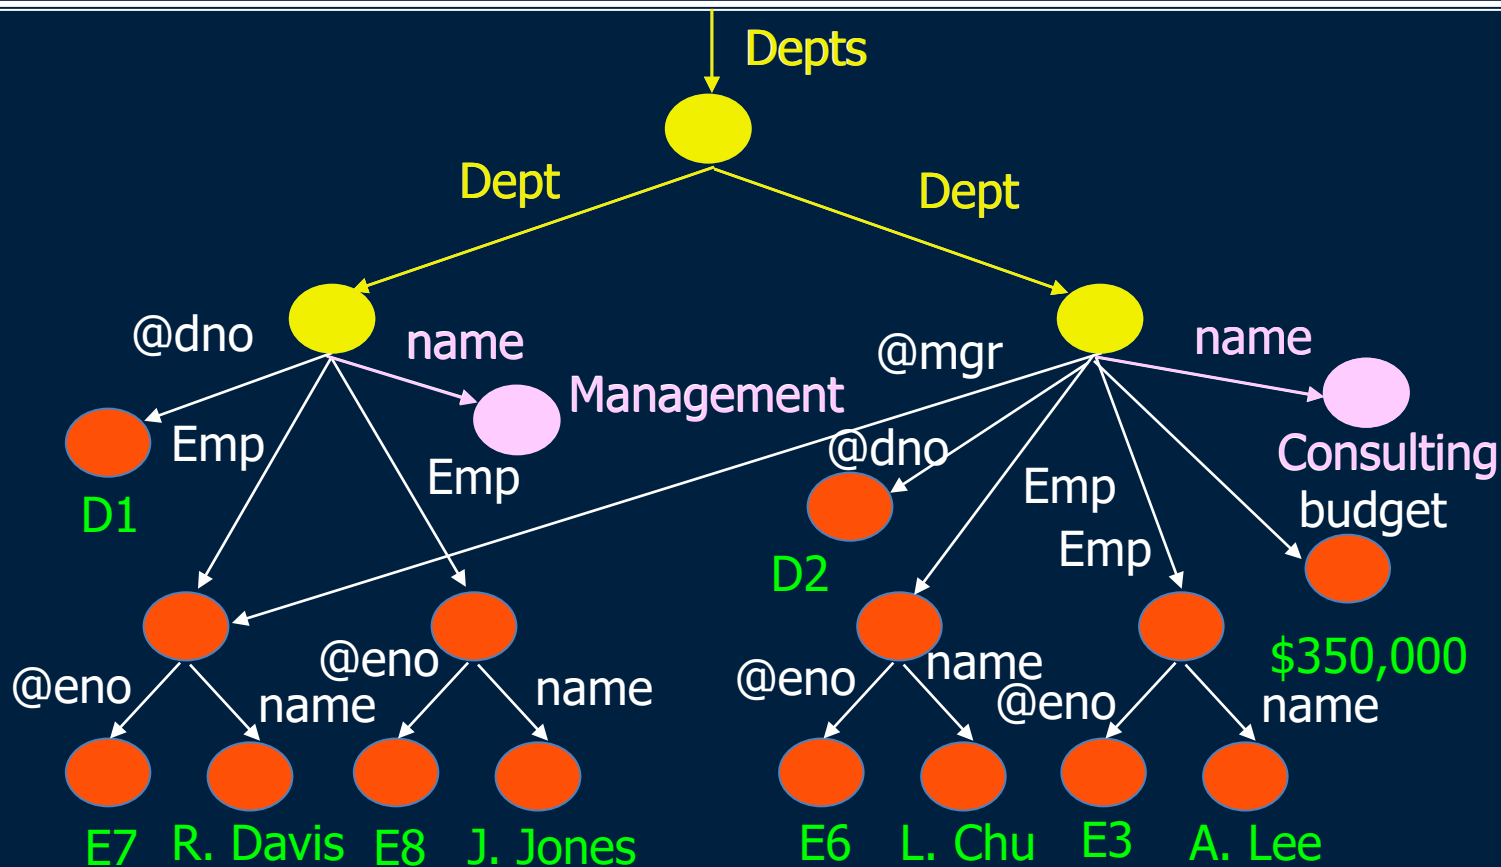 Depts
Dept
Dept
@dno
name
@mgr
name
Management
Emp
Emp
@dno
Consulting
D1
Emp
budget
Emp
D2
@eno
name
@eno
name
@eno
name
@eno
name
$350,000
E7
R. Davis
E8
J. Jones
E6
L. Chu
E3
A. Lee